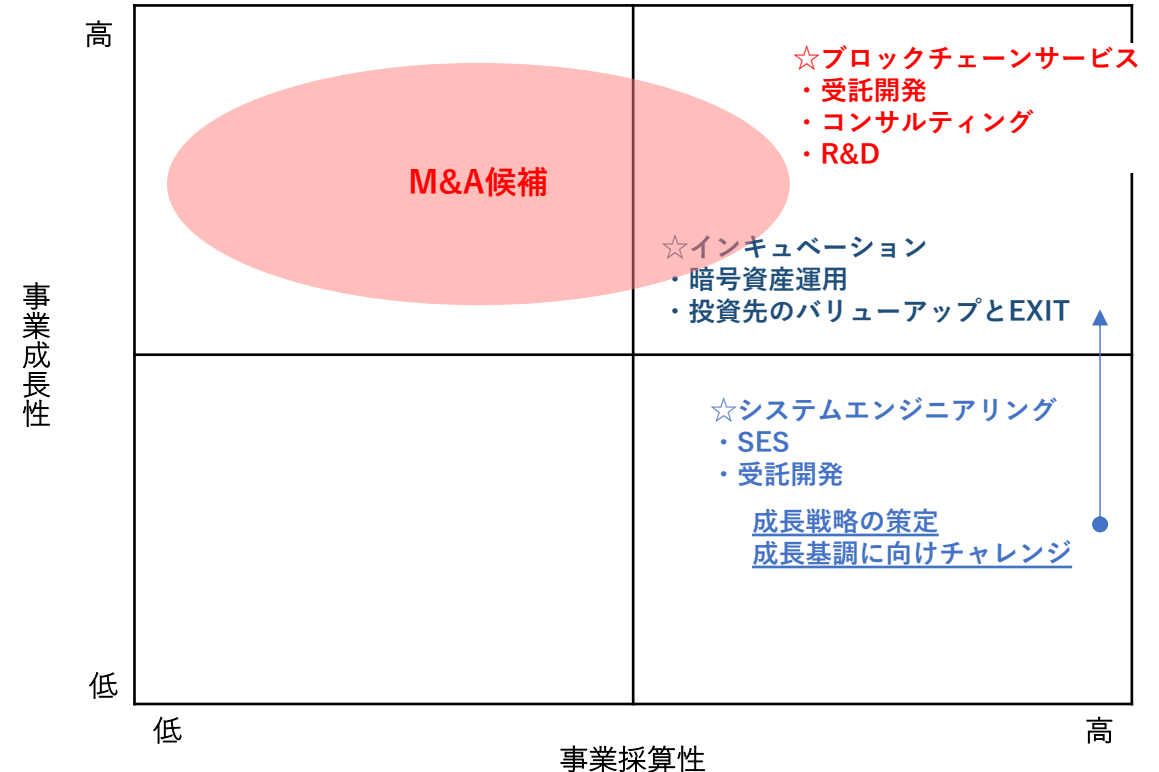 高
☆ブロックチェーンサービス
・受託開発
・コンサルティング
・R&D
M&A候補
☆インキュベーション
・暗号資産運用
・投資先のバリューアップとEXIT
事業成長性
☆システムエンジニアリング
・SES
・受託開発
成長戦略の策定
成長基調に向けチャレンジ
低
低
高
事業採算性